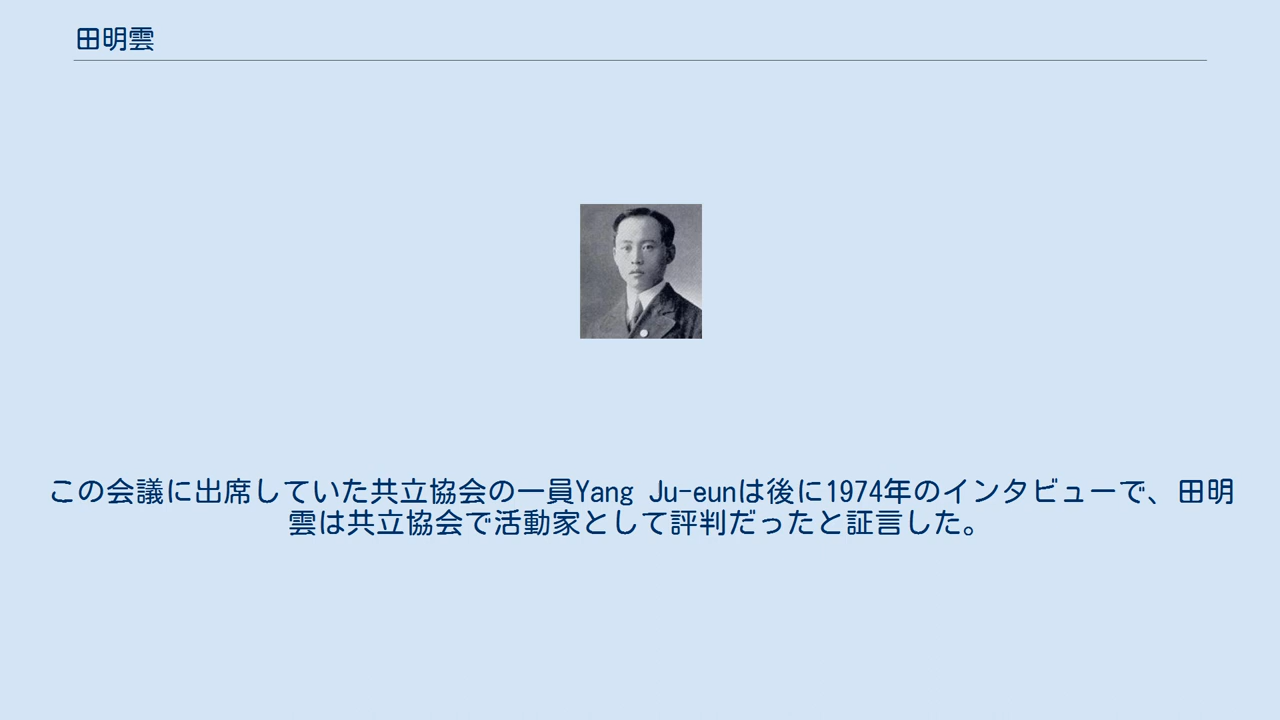 田明雲
この会議に出席していた共立協会の一員Yang Ju-eunは後に1974年のインタビューで、田明
雲は共立協会で活動家として評判だったと証言した。